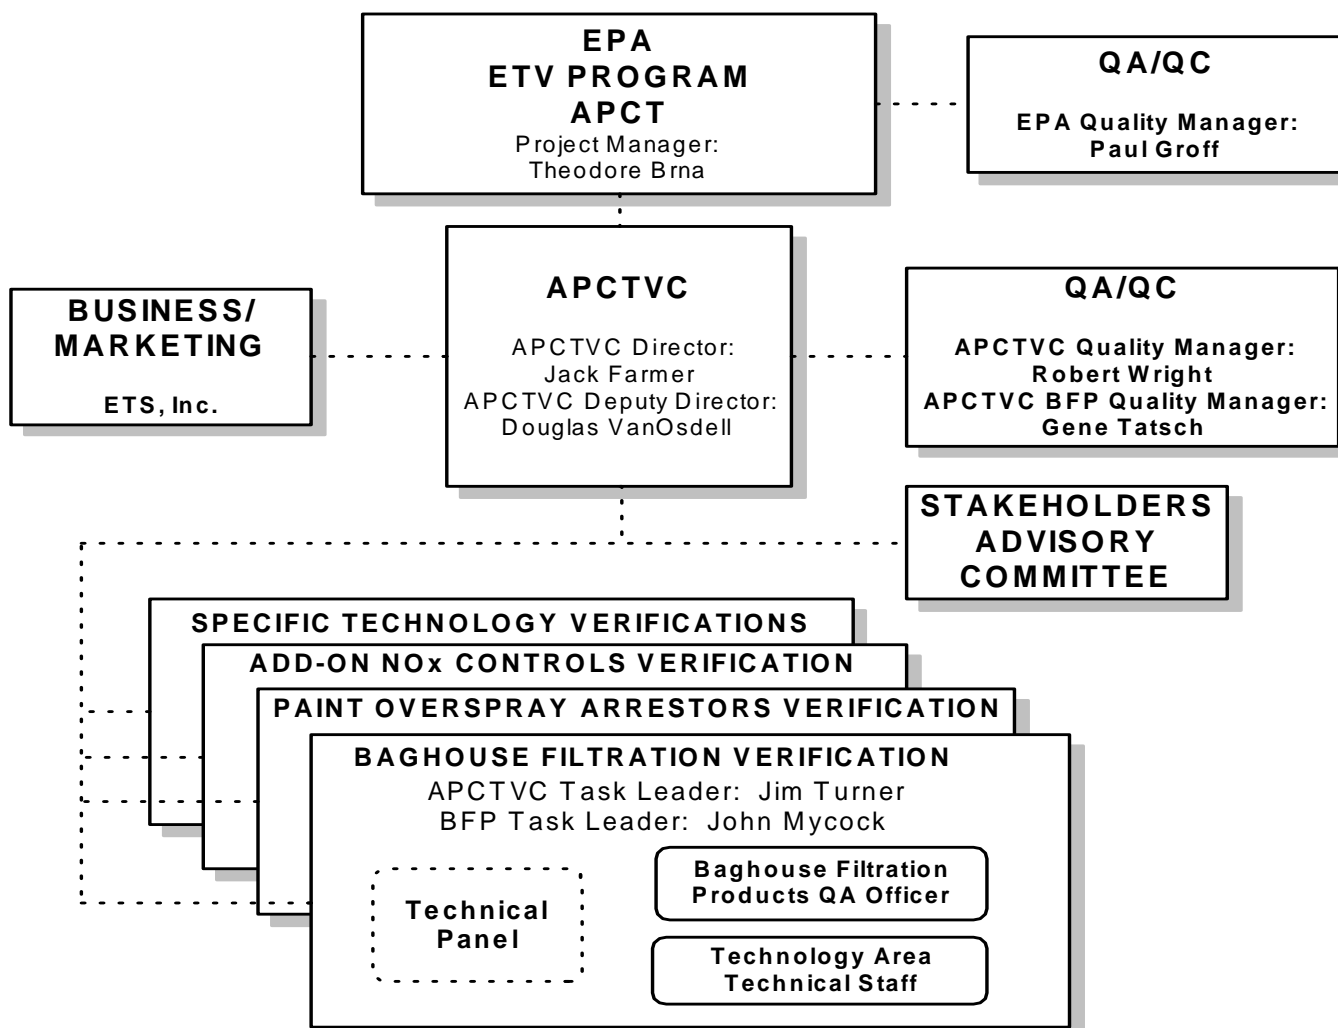 EPA
ETV PROGRAM
APCT
Project Manager:
Theodore Brna
QA/QC
EPA Quality Manager:
Paul Groff
BUSINESS/
MARKETING
ETS, Inc.
APCTVC
APCTVC Director:
Jack Farmer
APCTVC Deputy Director:
Douglas VanOsdell
QA/QC
APCTVC Quality Manager:
Robert Wright
APCTVC BFP Quality Manager:
Gene Tatsch
STAKEHOLDERS
ADVISORY
COMMITTEE
SPECIFIC TECHNOLOGY VERIFICATIONS
ADD-ON NOx CONTROLS VERIFICATION
PAINT OVERSPRAY ARRESTORS VERIFICATION
BAGHOUSE FILTRATION VERIFICATION
APCTVC Task Leader: Jim Turner
BFP Task Leader: John Mycock
Technical
Panel
Baghouse Filtration
Products QA Officer
Technology Area
Technical Staff